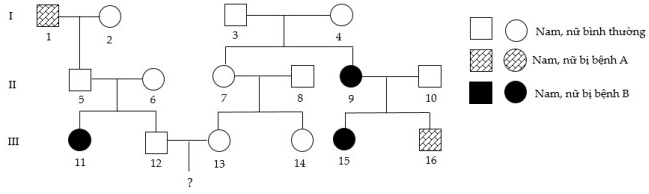 I
1
2
3
4
Nam, nữ bình thường
Nam, nữ bị bệnh A
Nam, nữ bị bệnh B
II
5
6
7
8
9
10
III
11
12
13
14
15
16
?